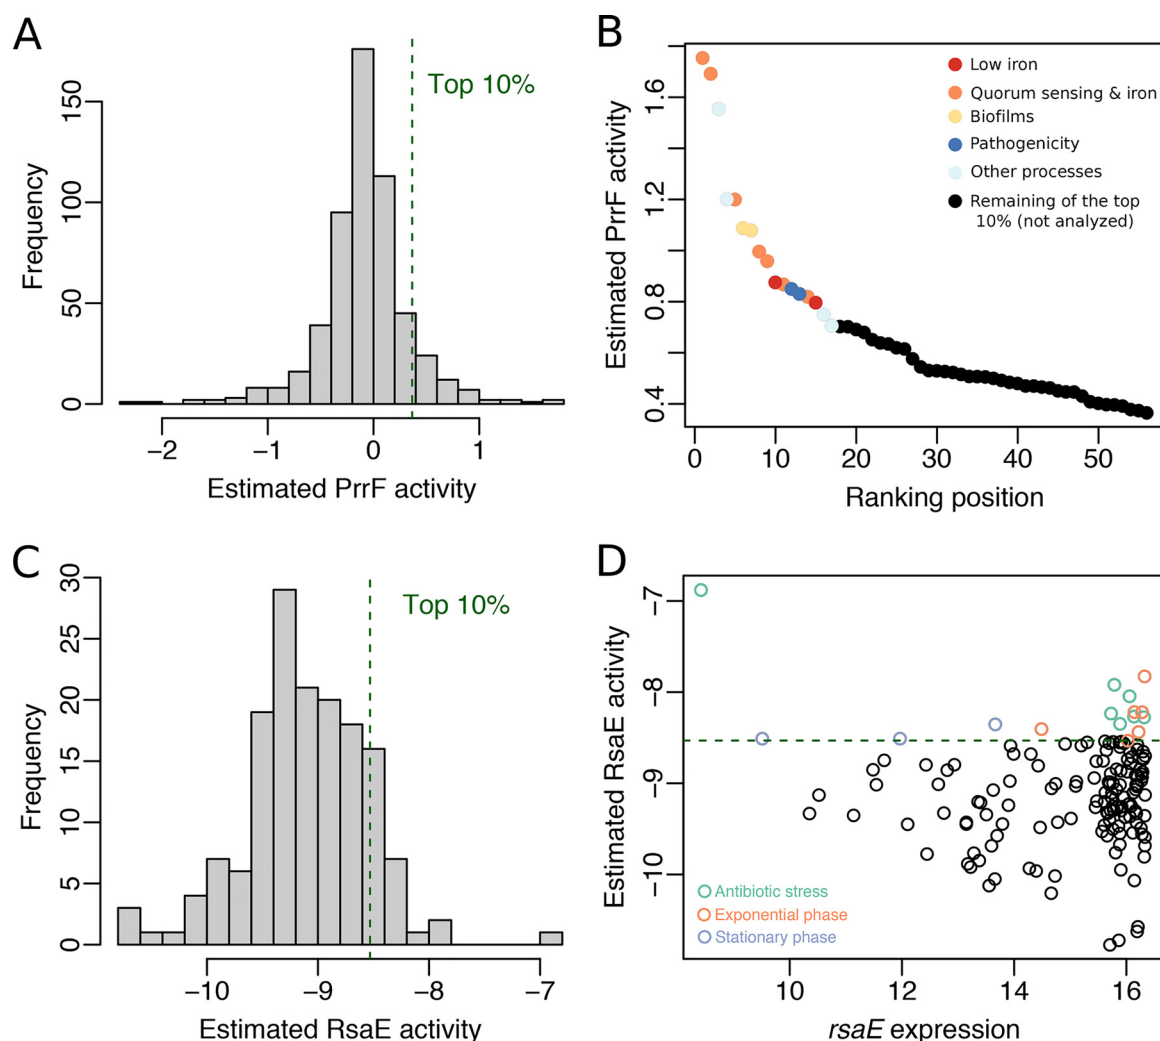 A
Top 10%
Frequency
0
50
100
150
−2
−1
0
1
Estimated PrrF activity
B
Low iron
Quorum sensing & iron
Biofilms
Pathogenicity
Other processes
Remaining of the top
10% (not analyzed)
Estimated PrrF activity
0.4
0.8
1.2
1.6
0
10
20
30
40
50
Ranking position
C
Top 10%
Frequency
0
5
10
15
20
25
30
−10
−9
−8
−7
Estimated RsaE activity
D
Estimated RsaE activity
−7
−8
−9
−10
Antibiotic stress
Exponential phase
Stationary phase
10
12
14
16
rsaE expression